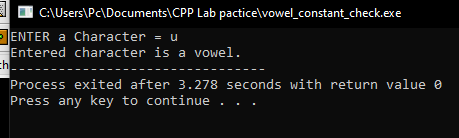 C:\Users\Pc\Documents\CPP Lab pactice\vowel_constant_check.exe
ENTER a Character = u
Entered character is a vowel.
--------------------------------
Process exited after 3.278 seconds with return value 0
Press any key to continue . . .